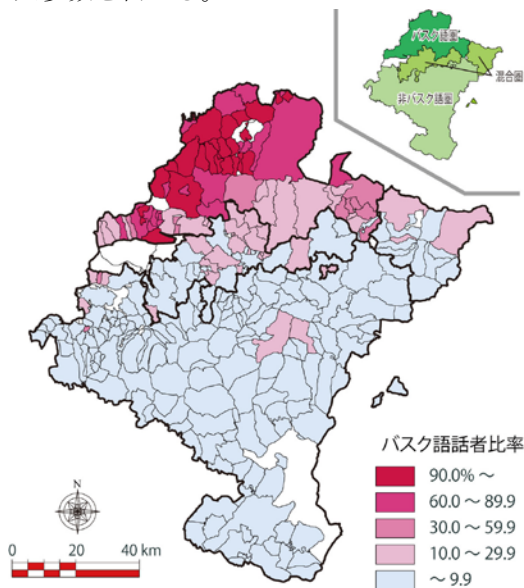 バスク語圏
混合圏
非バスク語圏
バスク語話者比率
90.0% ～
60.0 ～ 89.9
30.0 ～ 59.9
10.0 ～ 29.9
～ 9.9
N
0 20 40 km